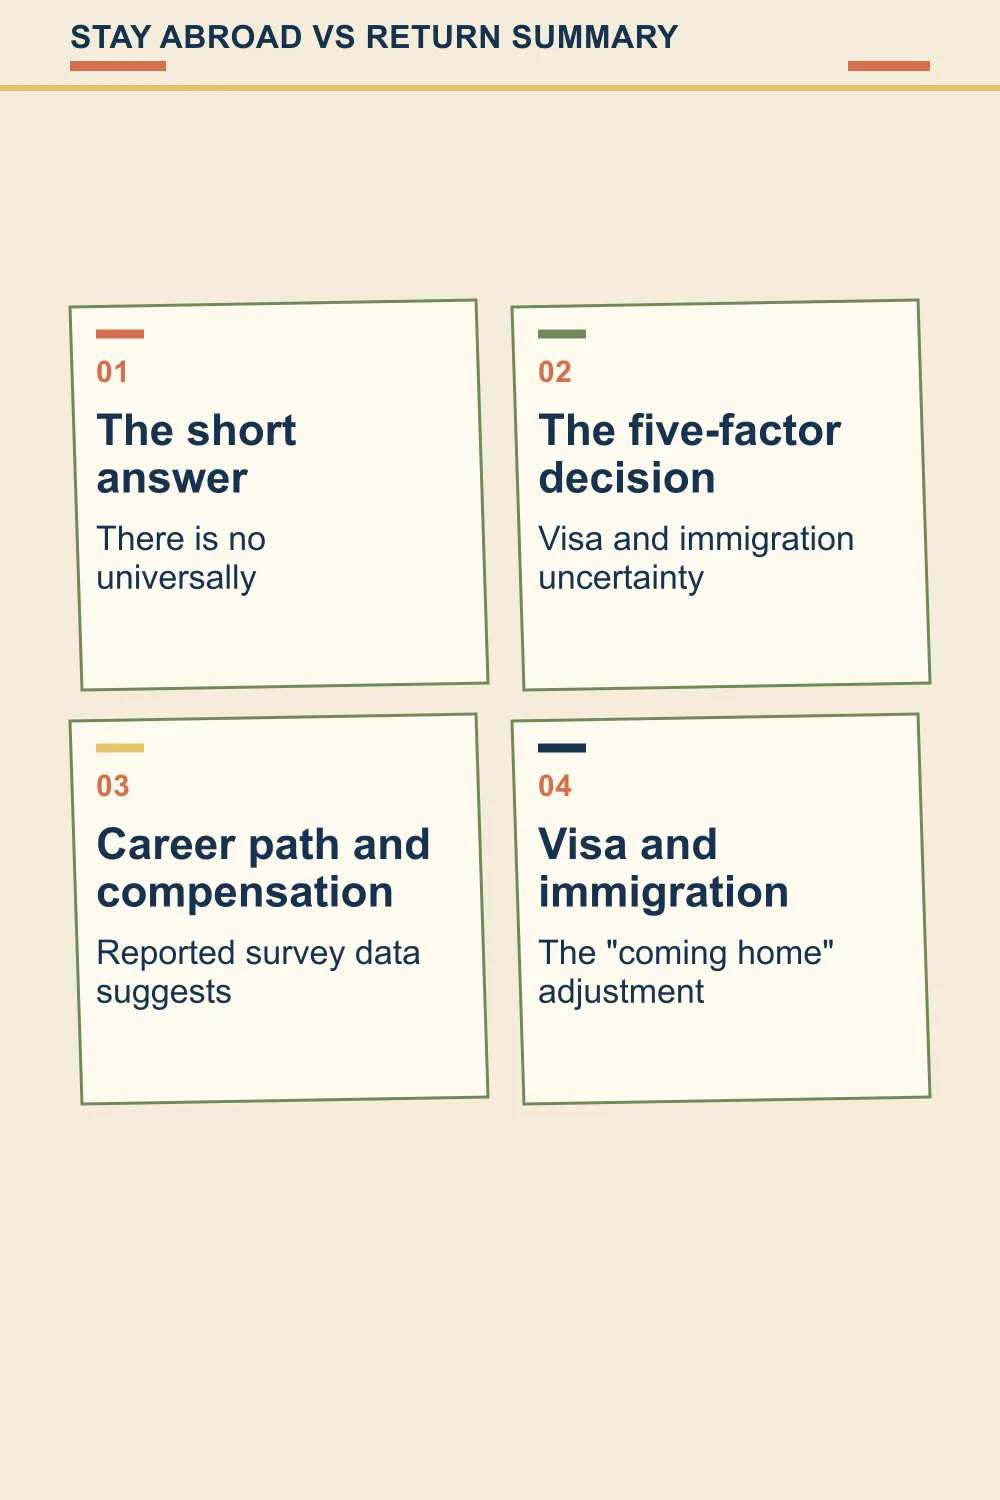 STAY ABROAD VS RETURN SUMMARY
01
The short
answer
There is no
universally
02
The five-factor
decision
Visa and immigration
uncertainty
03
Career path and
compensation
Reported survey data
suggests
04
Visa and
immigration
The "coming home"
adjustment